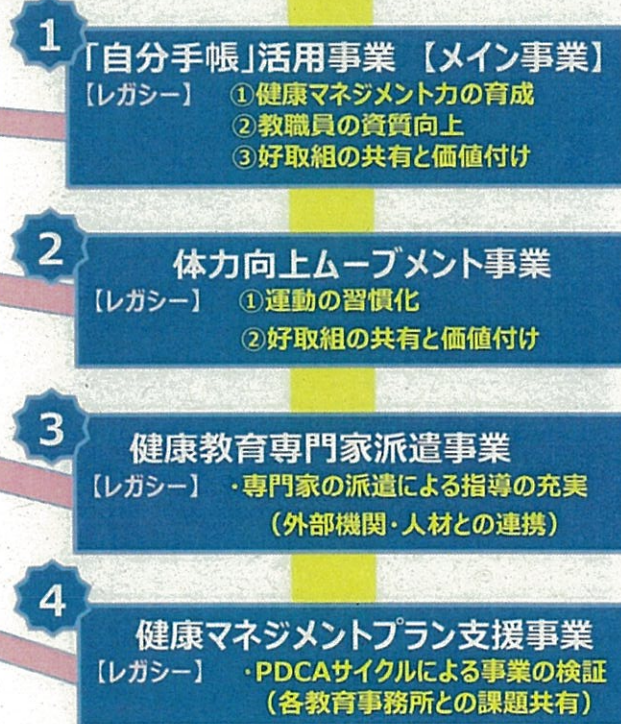 1
「自分手帳」活用事業 【メイン事業】
【レガシー】 ①健康マネジメント力の育成
②教職員の資質向上
③好取組の共有と価値付け
2
体力向上ムーブメント事業
【レガシー】 ①運動の習慣化
②好取組の共有と価値付け
3
健康教育専門家派遣事業
【レガシー】 ・専門家の派遣による指導の充実
（外部機関・人材との連携）
4
健康マネジメントプラン支援事業
【レガシー】 ・PDCAサイクルによる事業の検証
（各教育事務所との課題共有）